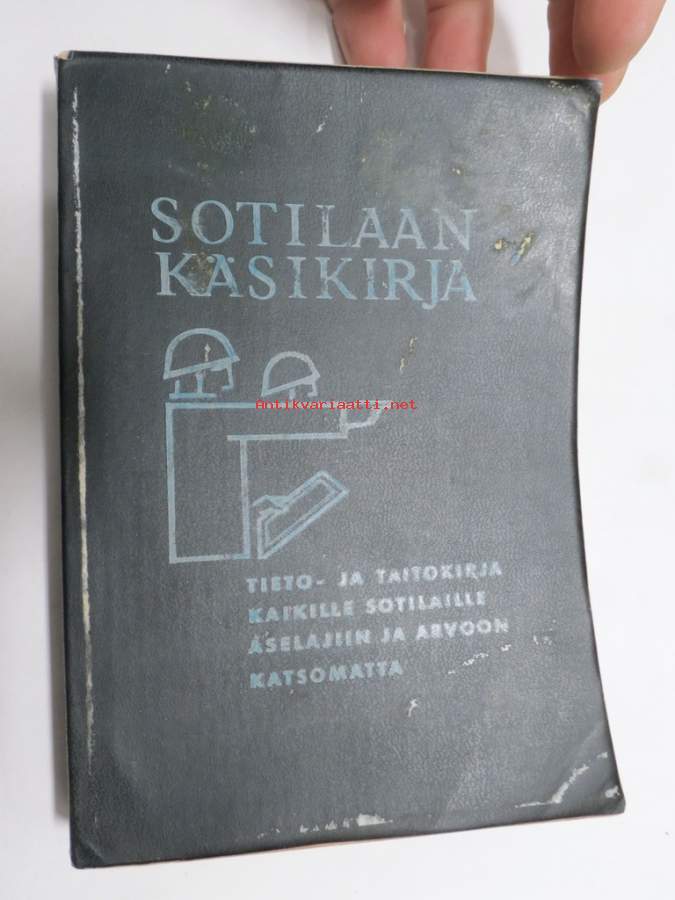 SOTILAAN
KÄSIKIRJA
Antikvariaatti.net
TIETO- JA TAITOKIRJA
KAIKILLE SOTILAILLE
ASELAJIIN JA ARVOON
KATSOMATTA